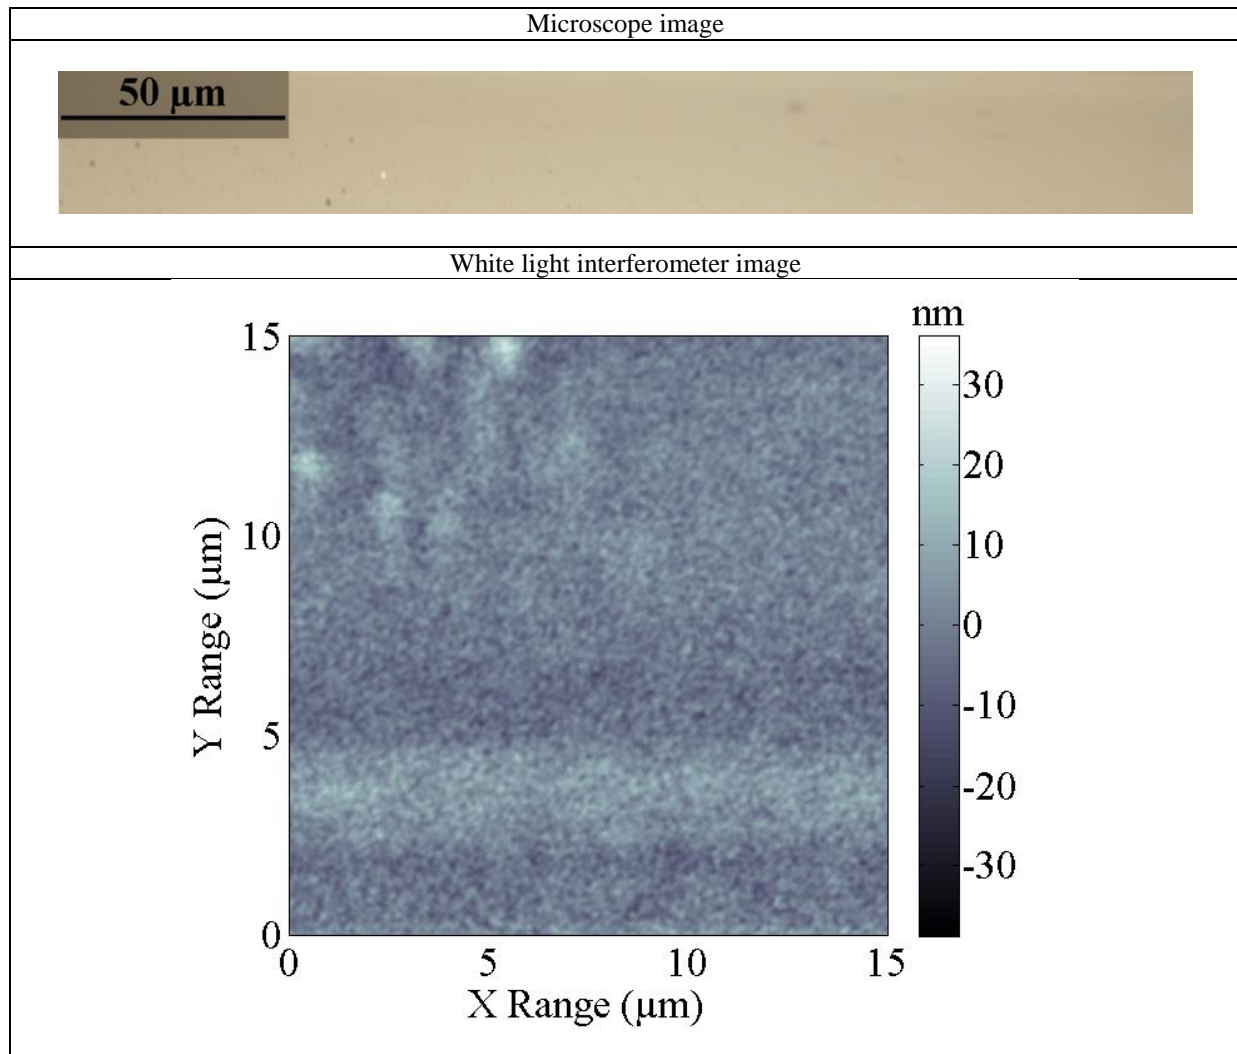 Microscope image
50 µm
White light interferometer image
nm
15
30
20
10
10
0
-10
5
-20
-30
0
0 5 10 15
Y Range (µm)
X Range (µm)